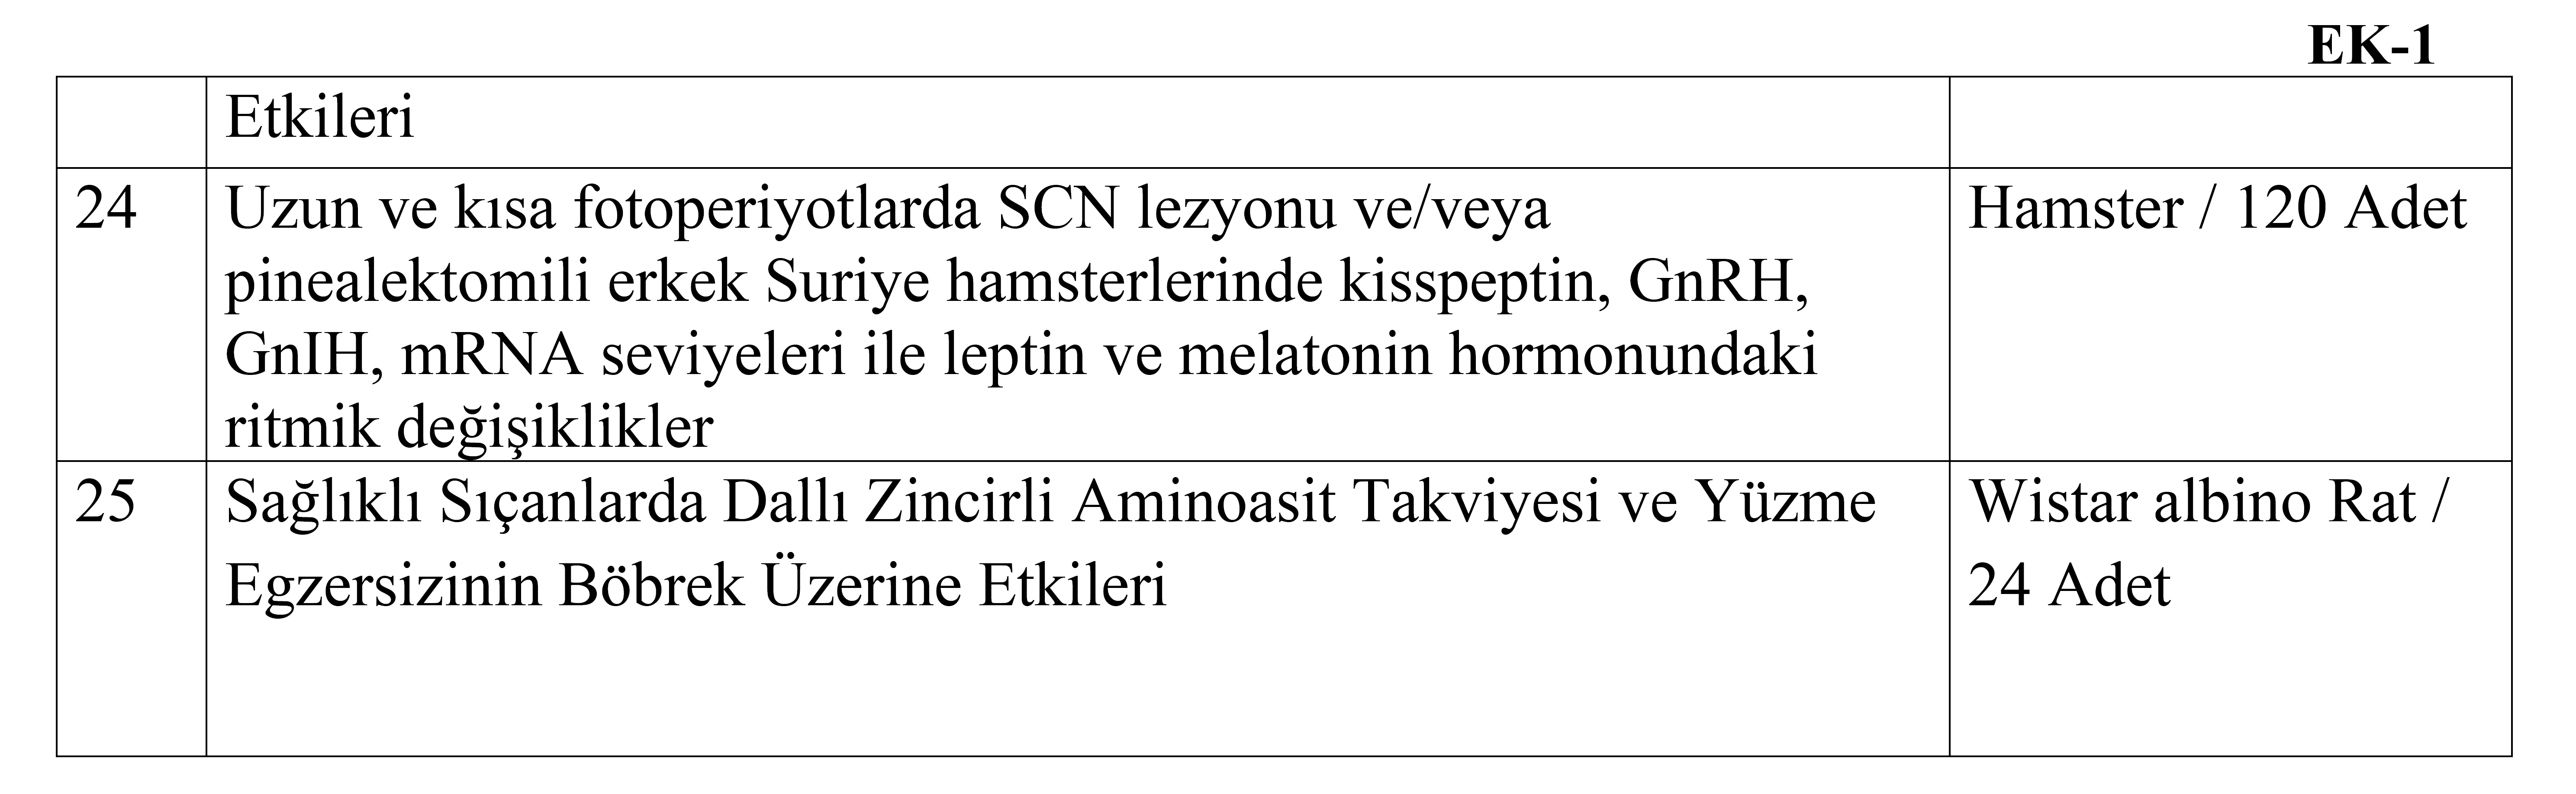 EK-1
Etkileri
24
Uzun ve kısa fotoperiyotlarda SCN lezyonu ve/veya
pinealektomili erkek Suriye hamsterlerinde kisspeptin, GnRH,
GnIH, mRNA seviyeleri ile leptin ve melatonin hormonundaki
ritmik değişiklikler
Hamster / 120 Adet
25
Sağlıklı Sıçanlarda Dallı Zincirli Aminoasit Takviyesi ve Yüzme
Egzersizinin Böbrek Üzerine Etkileri
Wistar albino Rat /
24 Adet